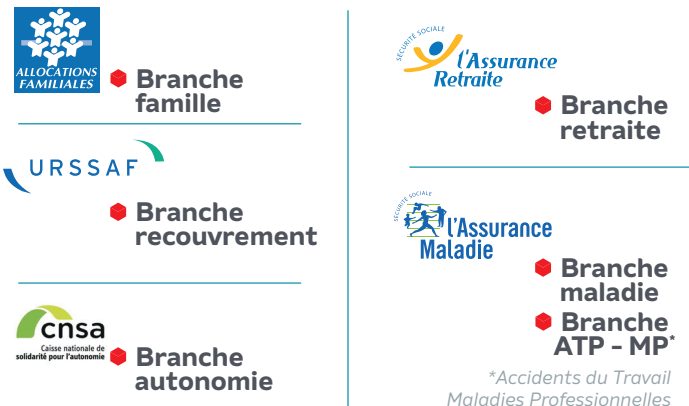 ALLOCATIONS
FAMILIALES
Branche
famille
URSSAF
Branche
recouvrement
cnsa
Caisse nationale de
solidarité pour l'autonomie
Branche
autonomie
SÉCURITÉ SOCIALE
l'Assurance
Retraite
Branche
retraite
SÉCURITÉ SOCIALE
l'Assurance
Maladie
Branche
maladie
Branche
ATP - MP*
*Accidents du Travail
Maladies Professionnelles